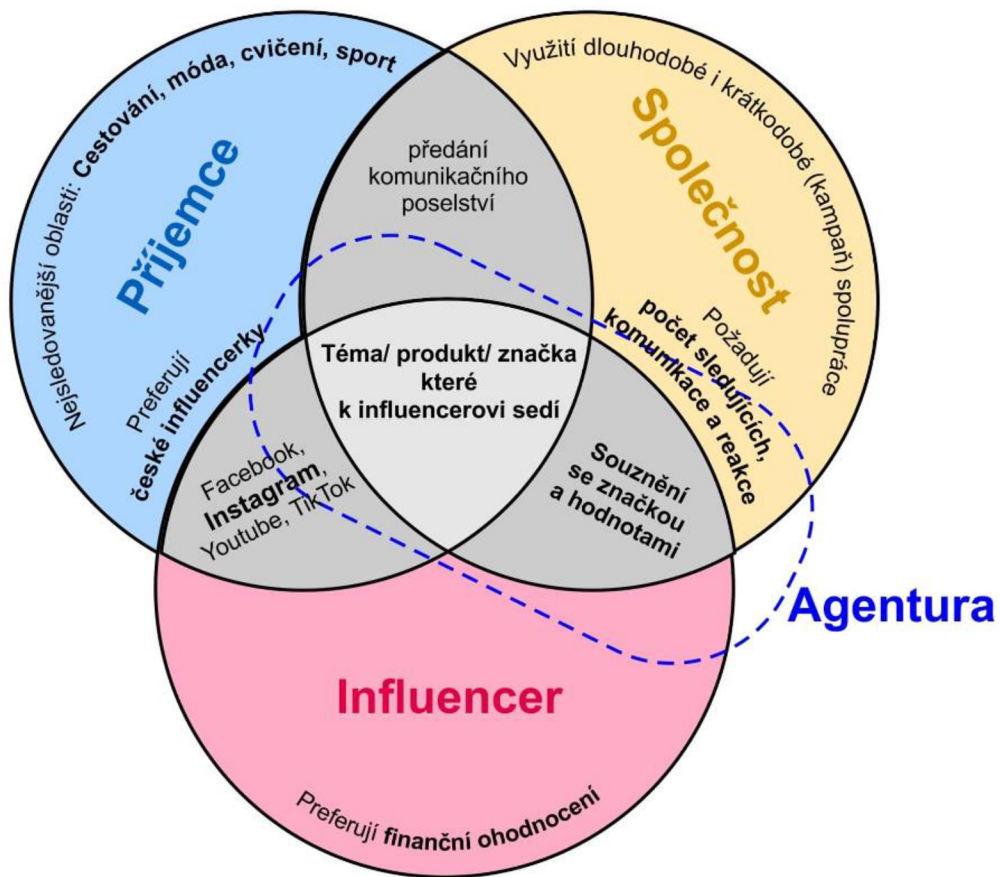 Nejsledovanější oblasti: Cestování, móda, cvičení, sport
Příjemce
Preferují
české influencerky
předání
komunikačního
poselství
Využití dlouhodobé i krátkodobé (kampaň) spolupráce
Společnost
Požadují
počet sledujících,
komunikace a reakce
Téma/ produkt/ značka
které
k influencerovi sedí
Facebook,
Instagram,
Youtube, TikTok
Souznění
se značkou
a hodnotami
Agentura
Influencer
Preferují finanční ohodnocení